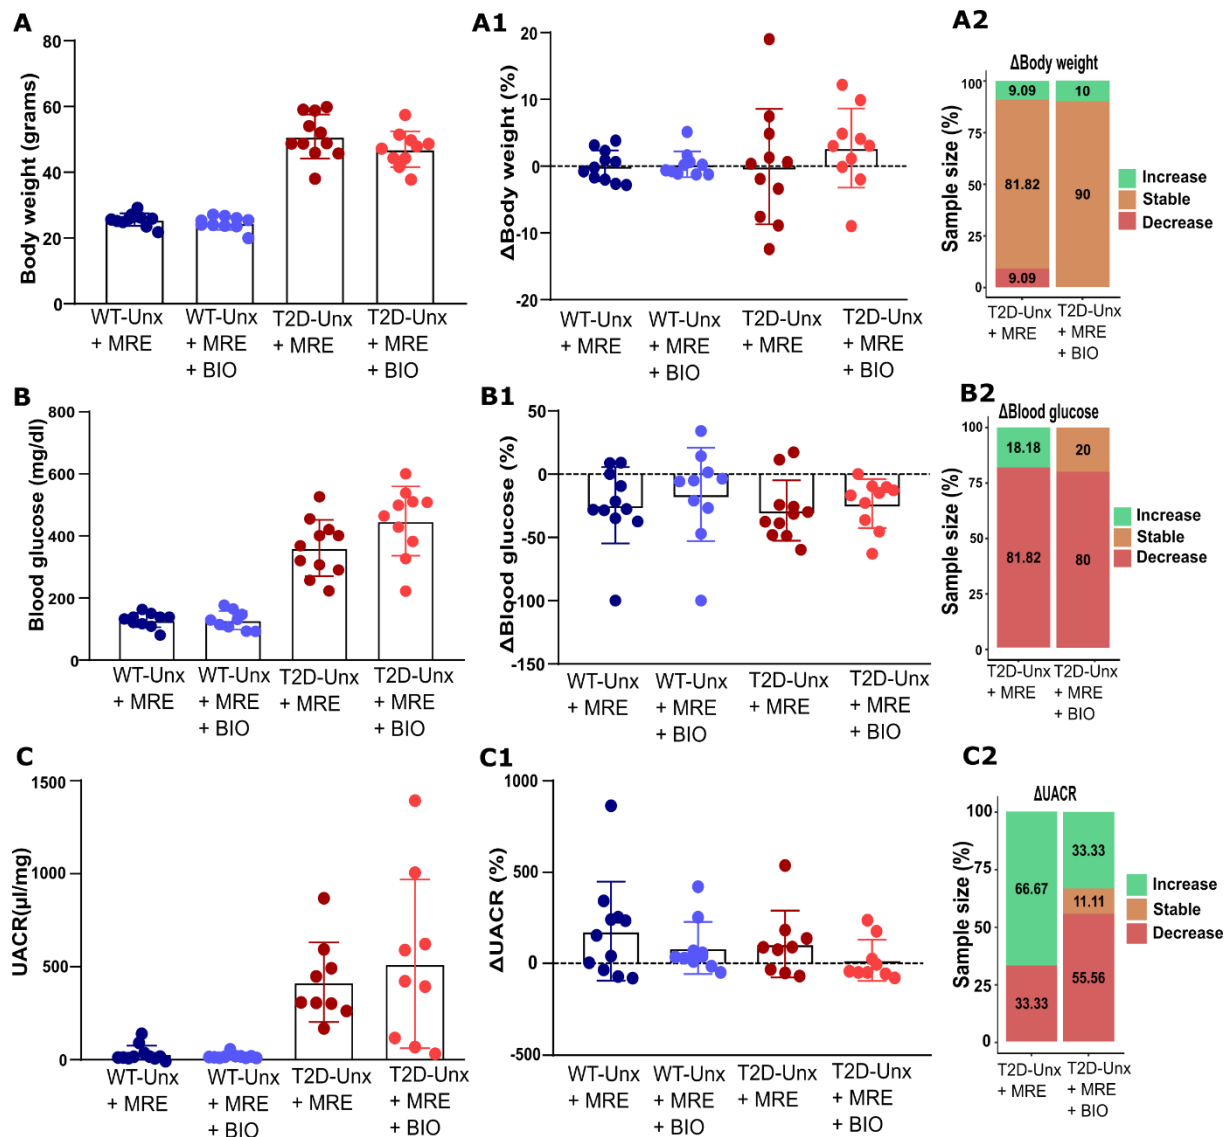 A
80
60
40
20
0
Body weight (grams)
WT-Unx
+ MRE
WT-Unx
+ MRE
+ BIO
T2D-Unx
+ MRE
T2D-Unx
+ MRE
+ BIO
A1
20
10
0
-10
-20
ΔBody weight (%)
WT-Unx
+ MRE
WT-Unx
+ MRE
+ BIO
T2D-Unx
+ MRE
T2D-Unx
+ MRE
+ BIO
A2
ΔBody weight
100
75
50
25
0
Sample size (%)
9.09
81.82
9.09
10
90
T2D-Unx
+ MRE
T2D-Unx
+ MRE
+ BIO
Increase
Stable
Decrease
B
800
600
400
200
0
Blood glucose (mg/dl)
WT-Unx
+ MRE
WT-Unx
+ MRE
+ BIO
T2D-Unx
+ MRE
T2D-Unx
+ MRE
+ BIO
B1
50
0
-50
-100
-150
ΔBlood glucose (%)
WT-Unx
+ MRE
WT-Unx
+ MRE
+ BIO
T2D-Unx
+ MRE
T2D-Unx
+ MRE
+ BIO
B2
ΔBlood glucose
100
75
50
25
0
Sample size (%)
18.18
81.82
20
80
T2D-Unx
+ MRE
T2D-Unx
+ MRE
+ BIO
Increase
Stable
Decrease
C
1500
1000
500
0
UACR(µl/mg)
WT-Unx
+ MRE
WT-Unx
+ MRE
+ BIO
T2D-Unx
+ MRE
T2D-Unx
+ MRE
+ BIO
C1
1000
500
0
-500
ΔUACR (%)
WT-Unx
+ MRE
WT-Unx
+ MRE
+ BIO
T2D-Unx
+ MRE
T2D-Unx
+ MRE
+ BIO
C2
ΔUACR
100
75
50
25
0
Sample size (%)
66.67
33.33
33.33
11.11
55.56
T2D-Unx
+ MRE
T2D-Unx
+ MRE
+ BIO
Increase
Stable
Decrease